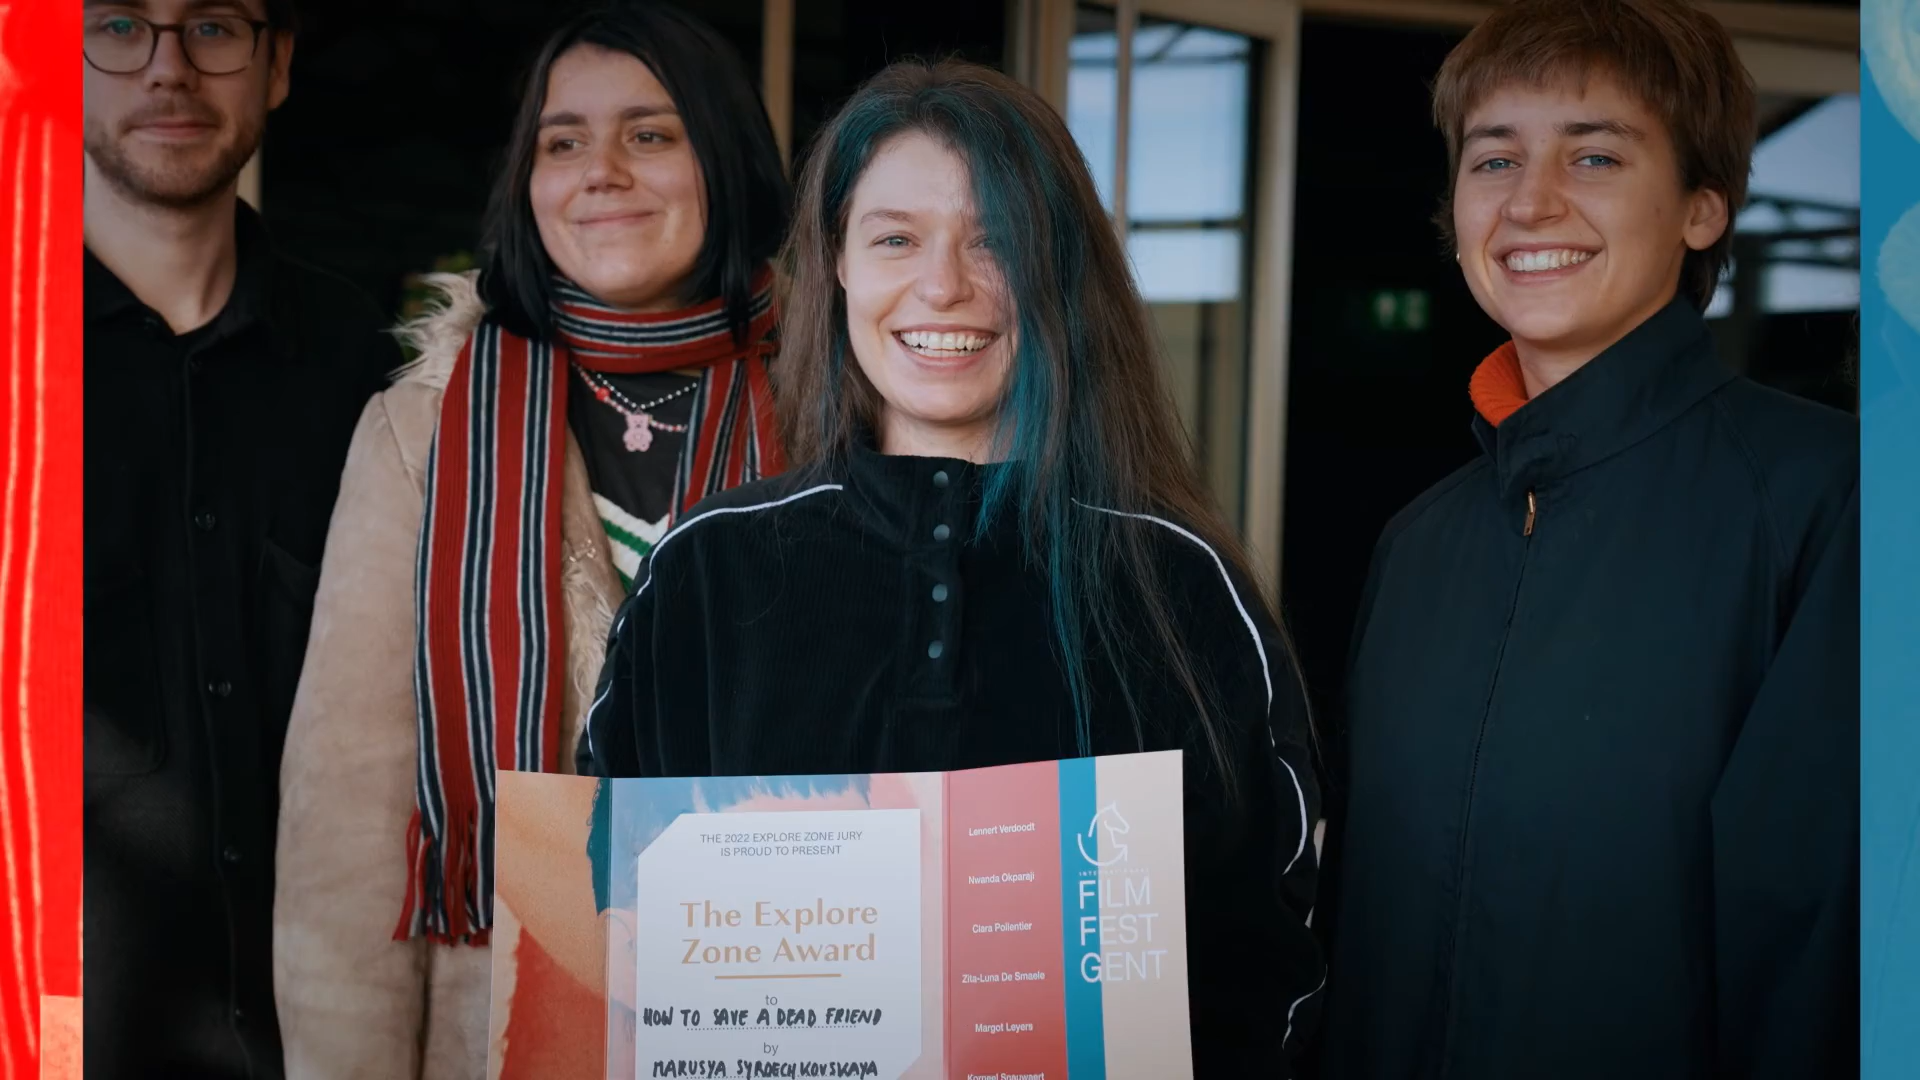 THE 2022 EXPLORE ZONE JURY
IS PROUD TO PRESENT
The Explore
Zone Award
to
HOW TO SAVE A DEAD FRIEND
by
MARUSYA SYROECHKOVSKAYA
Lennert Verdoodt
Nwanda Okparaji
Clara Pollentier
Zita-Luna De Smaele
Margot Leyers
Korneel Snauwaert
INTERNATIONAL
FILM
FEST
GENT